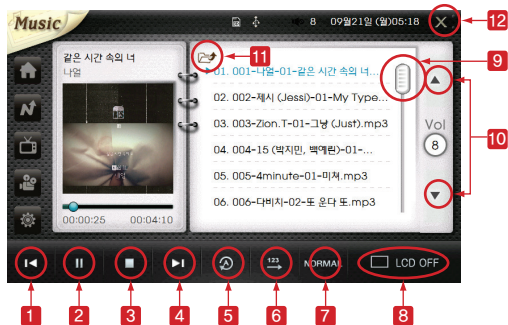 Music
8 09월21일 (월)05:18
12
같은 시간 속의 너
나얼
11
9
01. 001-나얼-01-같은 시간 속의 너...
02. 002-제시 (Jessi)-01-My Type...
03. 003-Zion.T-01-그냥 (Just).mp3
04. 004-15 (박지민, 백예린)-01-...
05. 005-4minute-01-미쳐.mp3
06. 006-다비치-02-또 운다 또.mp3
Vol
8
10
00:00:25 00:04:10
A
123
NORMAL
LCD OFF
1 2 3 4 5 6 7 8